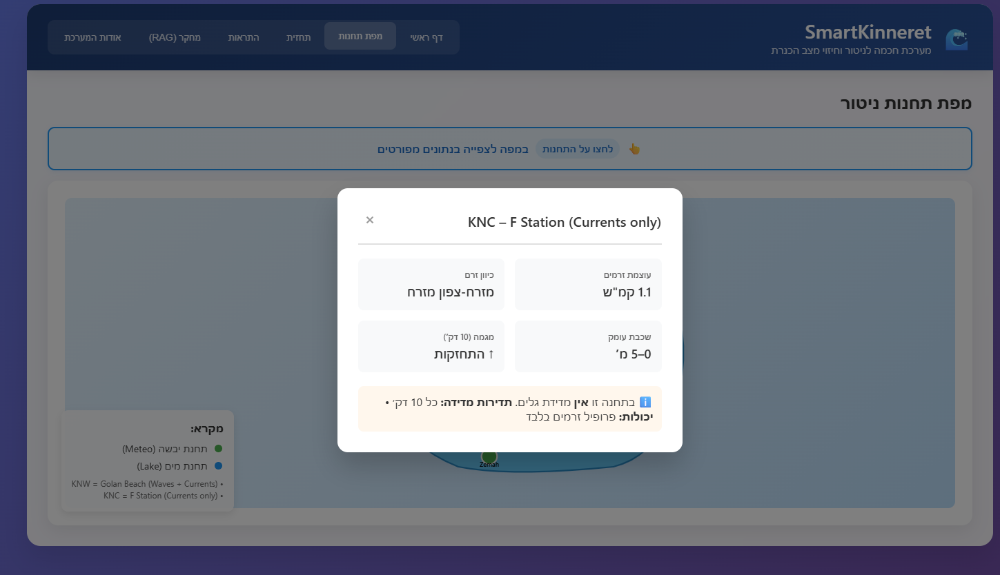 SmartKinneret
מערכת חכמה לניטור וחיזוי מצב הכנרת
דף ראשי
מפת תחנות
תחזית
התראות
מחקר (RAG)
אודות המערכת
מפת תחנות ניטור
👆 לחצו על התחנות במפה לצפייה בנתונים מפורטים
KNC – F Station (Currents only)
×
עוצמת זרמים
1.1 קמ"ש
כיוון זרם
מזרח-צפון מזרח
שכבת עומק
0–5 מ׳
מגמה (10 דק׳)
↑ התחזקות
ℹ️ בתחנה זו אין מדידת גלים. תדירות מדידה: כל 10 דק׳ •
יכולות: פרופיל זרמים בלבד
Zemah
מקרא:
תחנת יבשה (Meteo)
תחנת מים (Lake)
• KNW = Golan Beach (Waves + Currents)
• KNC = F Station (Currents only)